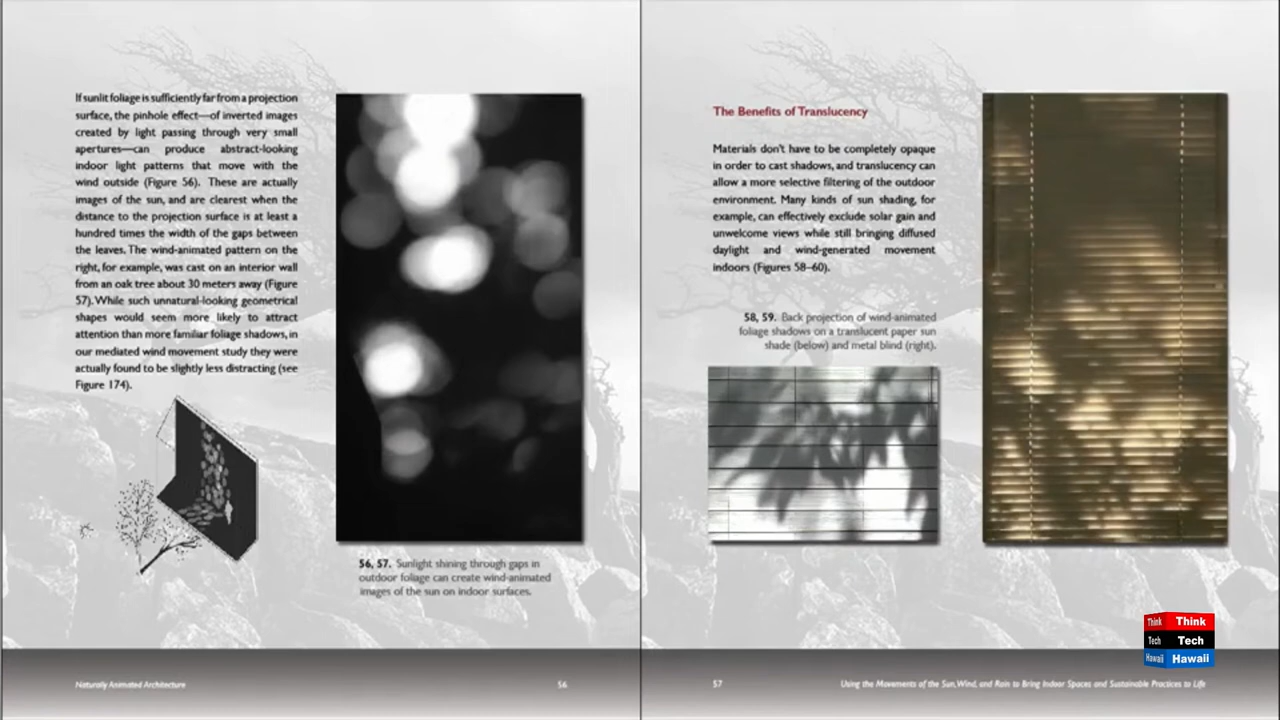 If sunlit foliage is sufficiently far from a projection
surface, the pinhole effect—of inverted images
created by light passing through very small
apertures—can produce abstract-looking
indoor light patterns that move with the
wind outside (Figure 56). These are actually
images of the sun, and are clearest when the
distance to the projection surface is at least a
hundred times the width of the gaps between
the leaves. The wind-animated pattern on the
right, for example, was cast on an interior wall
from an oak tree about 30 meters away (Figure
57). While such unnatural-looking geometrical
shapes would seem more likely to attract
attention than more familiar foliage shadows, in
our mediated wind movement study they were
actually found to be slightly less distracting (see
Figure 174).
56, 57. Sunlight shining through gaps in
outdoor foliage can create wind-animated
images of the sun on indoor surfaces.
Naturally Animated Architecture
56
The Benefits of Translucency
Materials don't have to be completely opaque
in order to cast shadows, and translucency can
allow a more selective filtering of the outdoor
environment. Many kinds of sun shading, for
example, can effectively exclude solar gain and
unwelcome views while still bringing diffused
daylight and wind-generated movement
indoors (Figures 58–60).
58, 59. Back projection of wind-animated
foliage shadows on a translucent paper sun
shade (below) and metal blind (right).
Think Think
Tech Tech
Hawaii Hawaii
57
Using the Movements of the Sun, Wind, and Rain to Bring Indoor Spaces and Sustainable Practices to Life